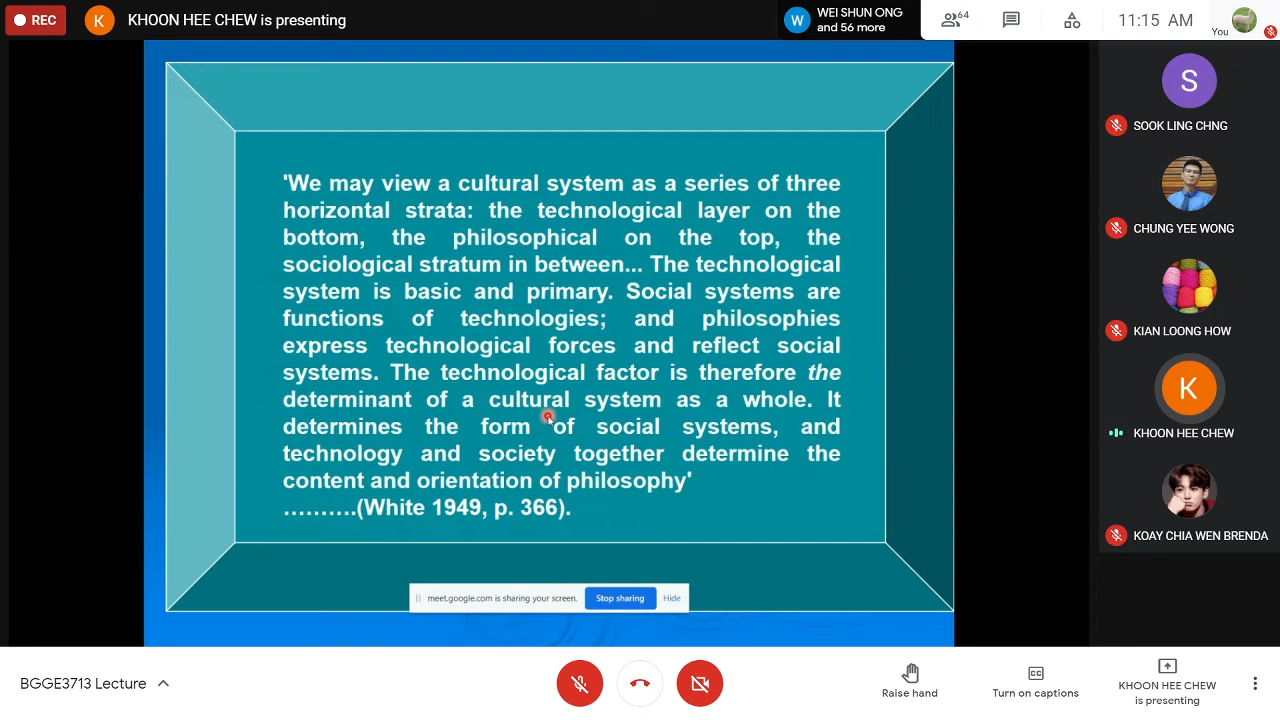 REC
K
KHOON HEE CHEW is presenting
W
WEI SHUN ONG
and 56 more
64
11:15 AM
You
'We may view a cultural system as a series of three
horizontal strata: the technological layer on the
bottom, the philosophical on the top, the
sociological stratum in between... The technological
system is basic and primary. Social systems are
functions of technologies; and philosophies
express technological forces and reflect social
systems. The technological factor is therefore the
determinant of a cultural system as a whole. It
determines the form of social systems, and
technology and society together determine the
content and orientation of philosophy'
..........(White 1949, p. 366).
meet.google.com is sharing your screen.
Stop sharing
Hide
S
SOOK LING CHNG
CHUNG YEE WONG
KIAN LOONG HOW
K
KHOON HEE CHEW
KOAY CHIA WEN BRENDA
BGGE3713 Lecture
Raise hand
CC
Turn on captions
KHOON HEE CHEW
is presenting